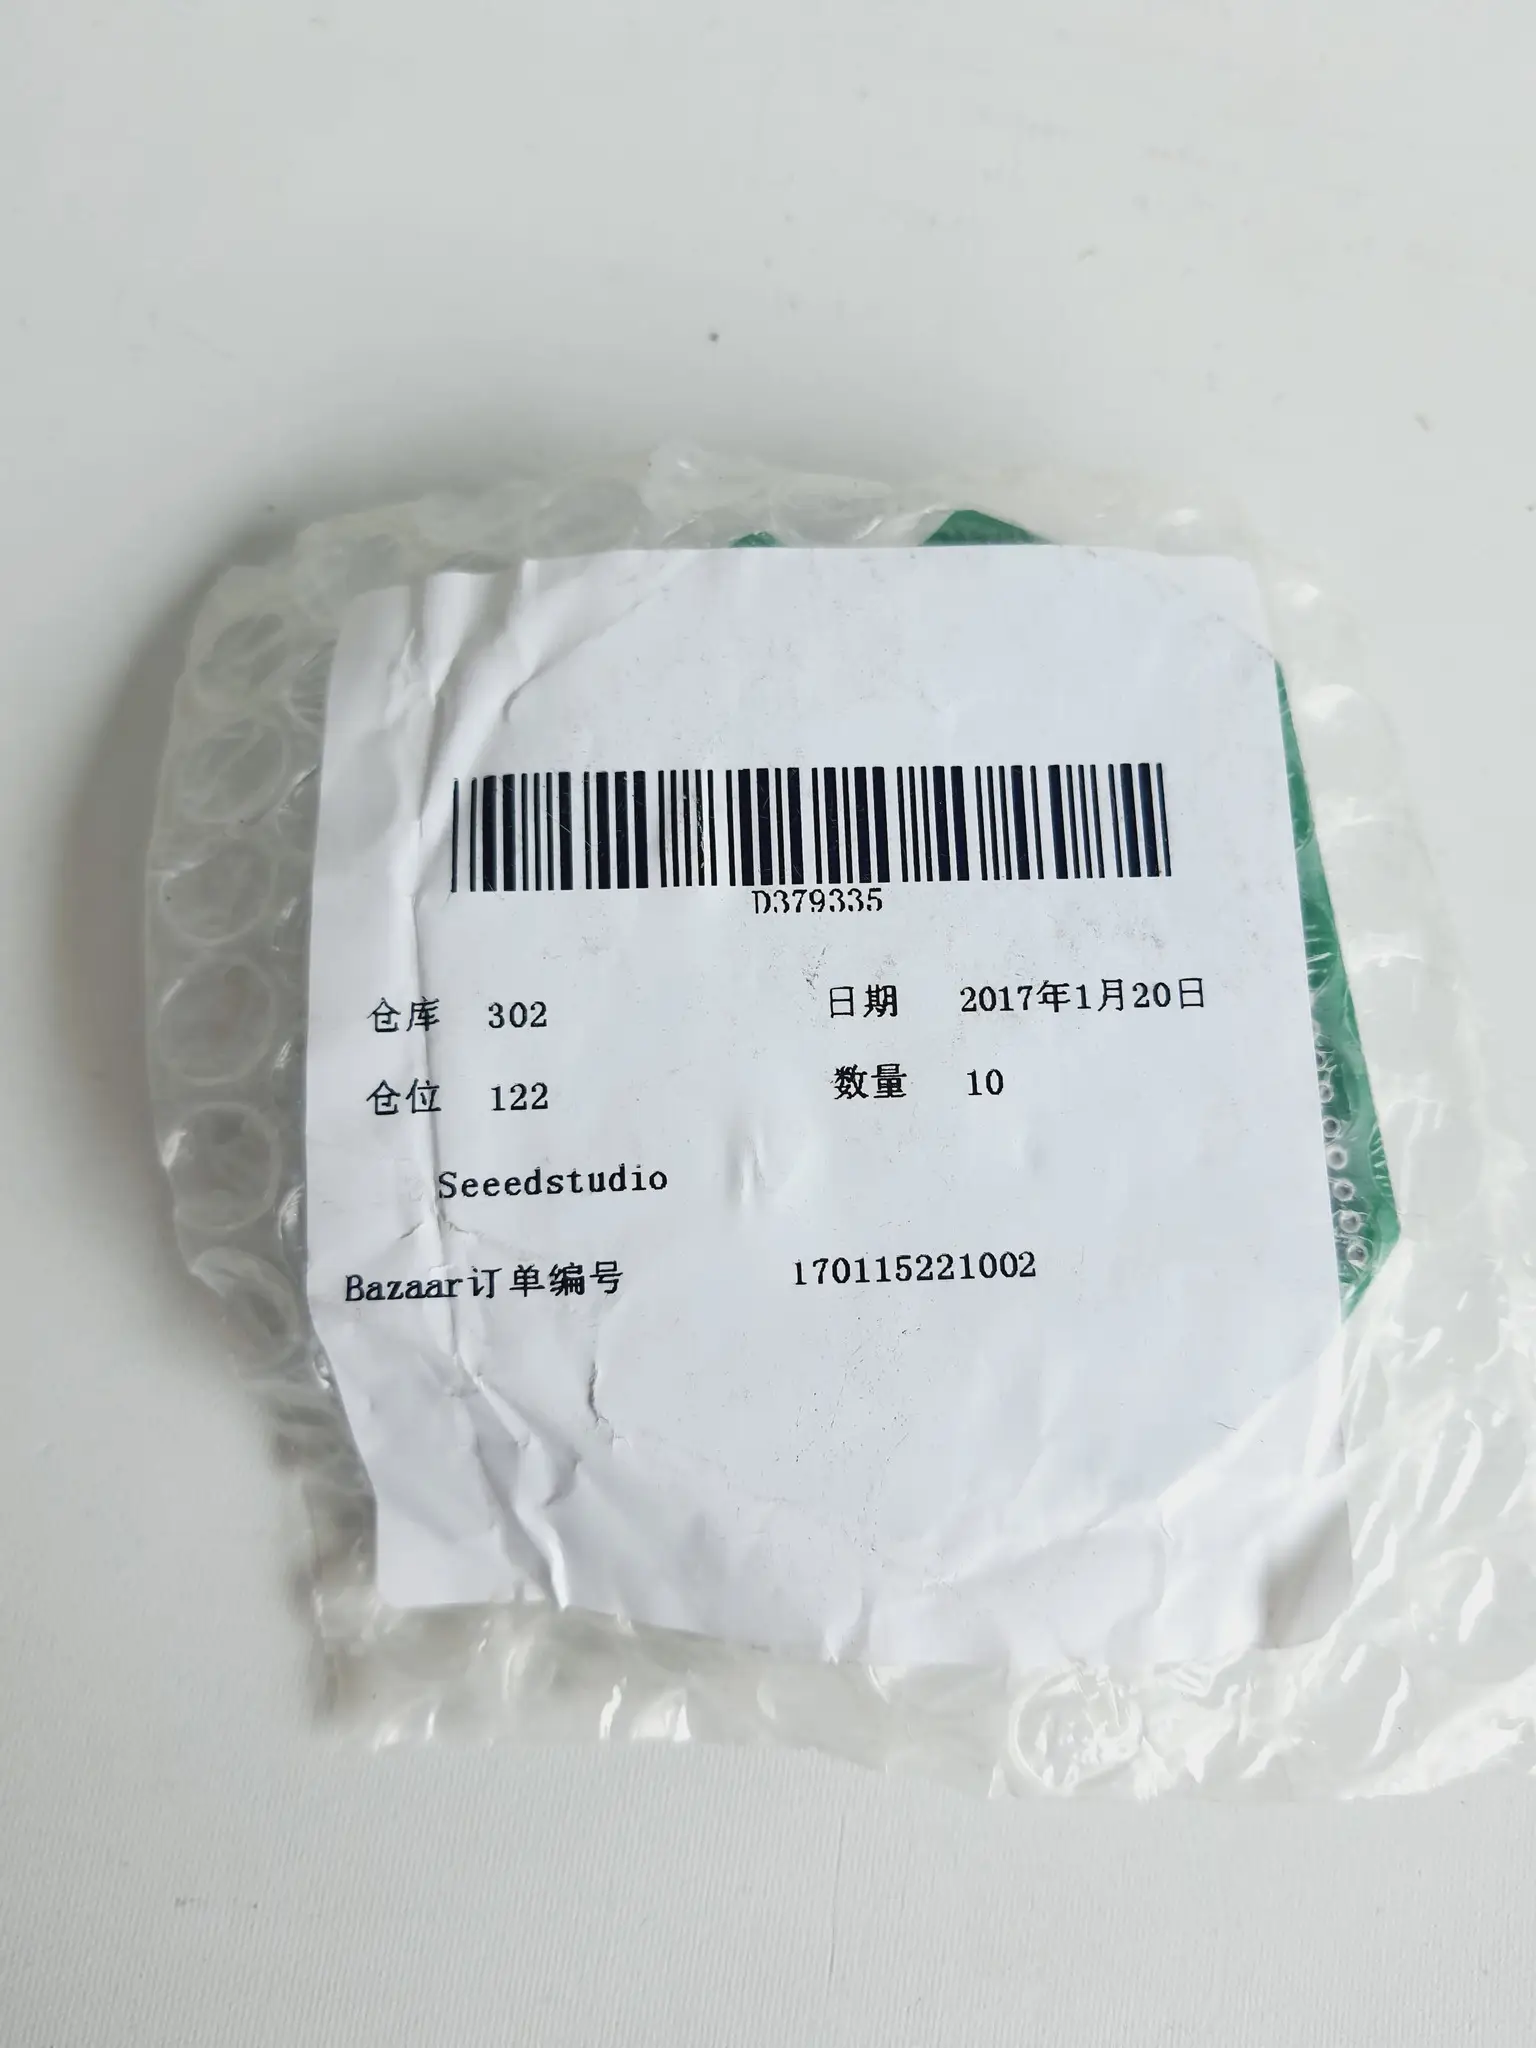 D379335
仓库 302 日期 2017年1月20日
仓位 122 数量 10
Seeedstudio
Bazaar订单编号 170115221002